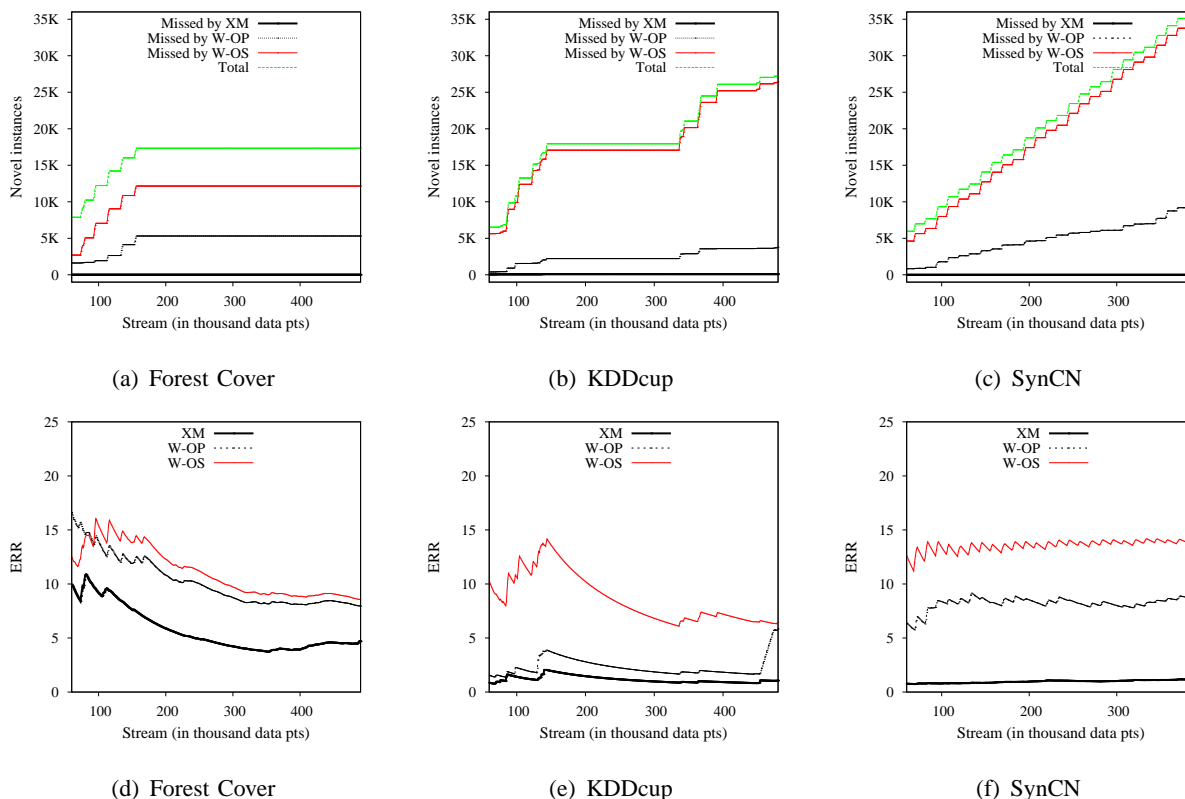 Missed by XM
Missed by W-OP
Missed by W-OS
Total
35K
30K
25K
20K
15K
10K
5K
0
Novel instances
100 200 300 400
Stream (in thousand data pts)
(a) Forest Cover
Missed by XM
Missed by W-OP
Missed by W-OS
Total
35K
30K
25K
20K
15K
10K
5K
0
Novel instances
100 200 300 400
Stream (in thousand data pts)
(b) KDDcup
Missed by XM
Missed by W-OP
Missed by W-OS
Total
35K
30K
25K
20K
15K
10K
5K
0
Novel instances
100 200 300
Stream (in thousand data pts)
(c) SynCN
XM
W-OP
W-OS
25
20
15
10
5
0
ERR
100 200 300 400
Stream (in thousand data pts)
(d) Forest Cover
XM
W-OP
W-OS
25
20
15
10
5
0
ERR
100 200 300 400
Stream (in thousand data pts)
(e) KDDcup
XM
W-OP
W-OS
25
20
15
10
5
0
ERR
100 200 300
Stream (in thousand data pts)
(f) SynCN